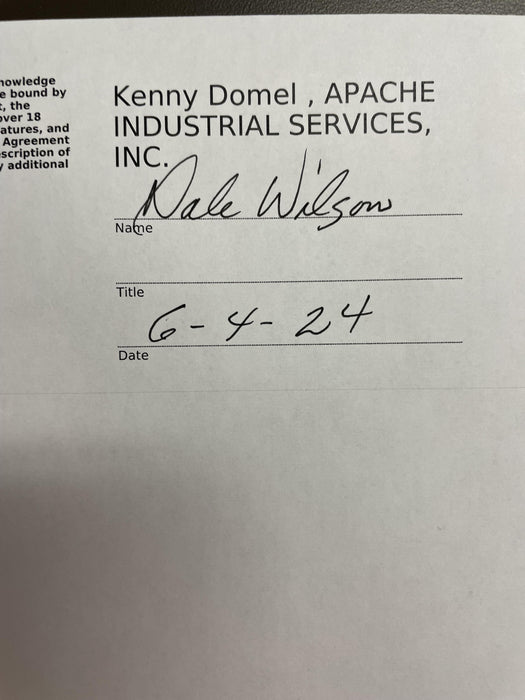 nowledge
e bound by
t, the
over 18
atures, and
Agreement
scription of
y additional
Kenny Domel , APACHE
INDUSTRIAL SERVICES,
INC.
Dale Wilson
Name
Title
6-4-24
Date